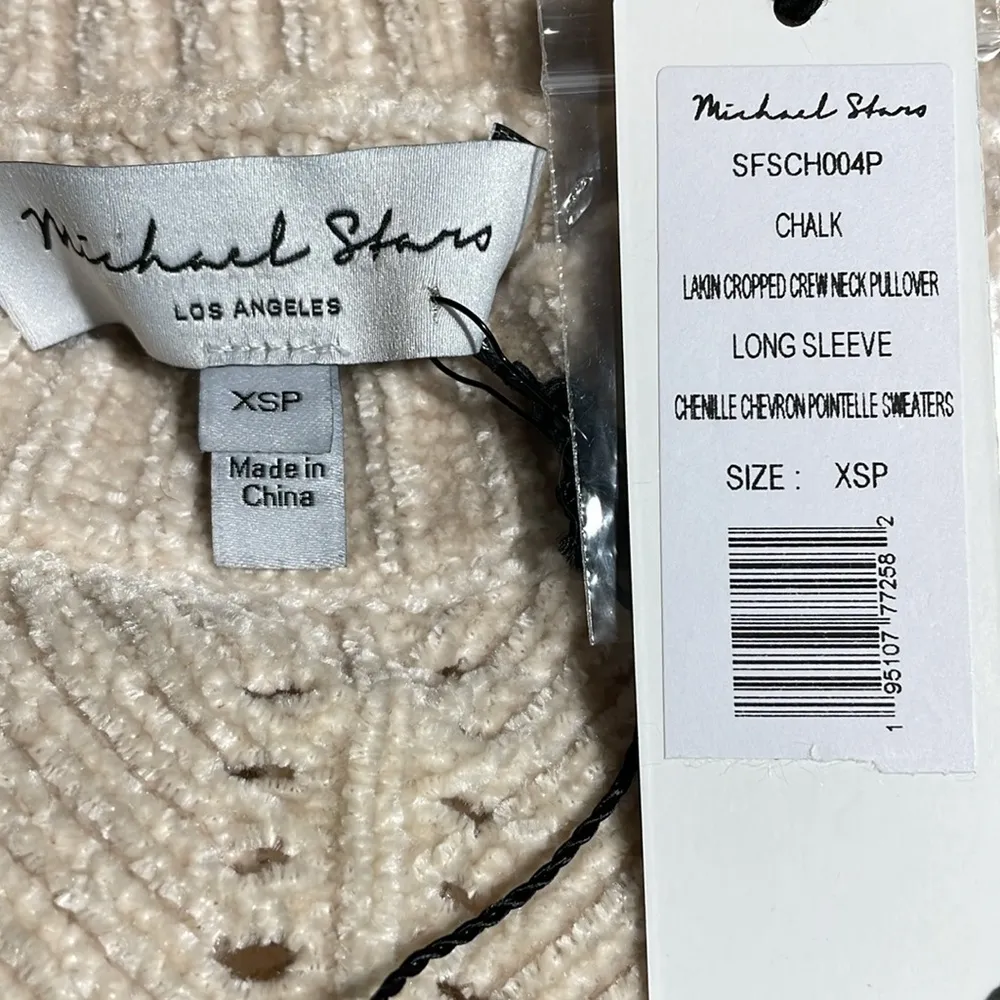 Michael Stars
LOS ANGELES
XSP
Made in
China
Michael Stars
SFSCH004P
CHALK
LAKIN CROPPED CREW NECK PULLOVER
LONG SLEEVE
CHENILLE CHEVRON POINTELLE SWEATERS
SIZE : XSP
1 95107 77258 2